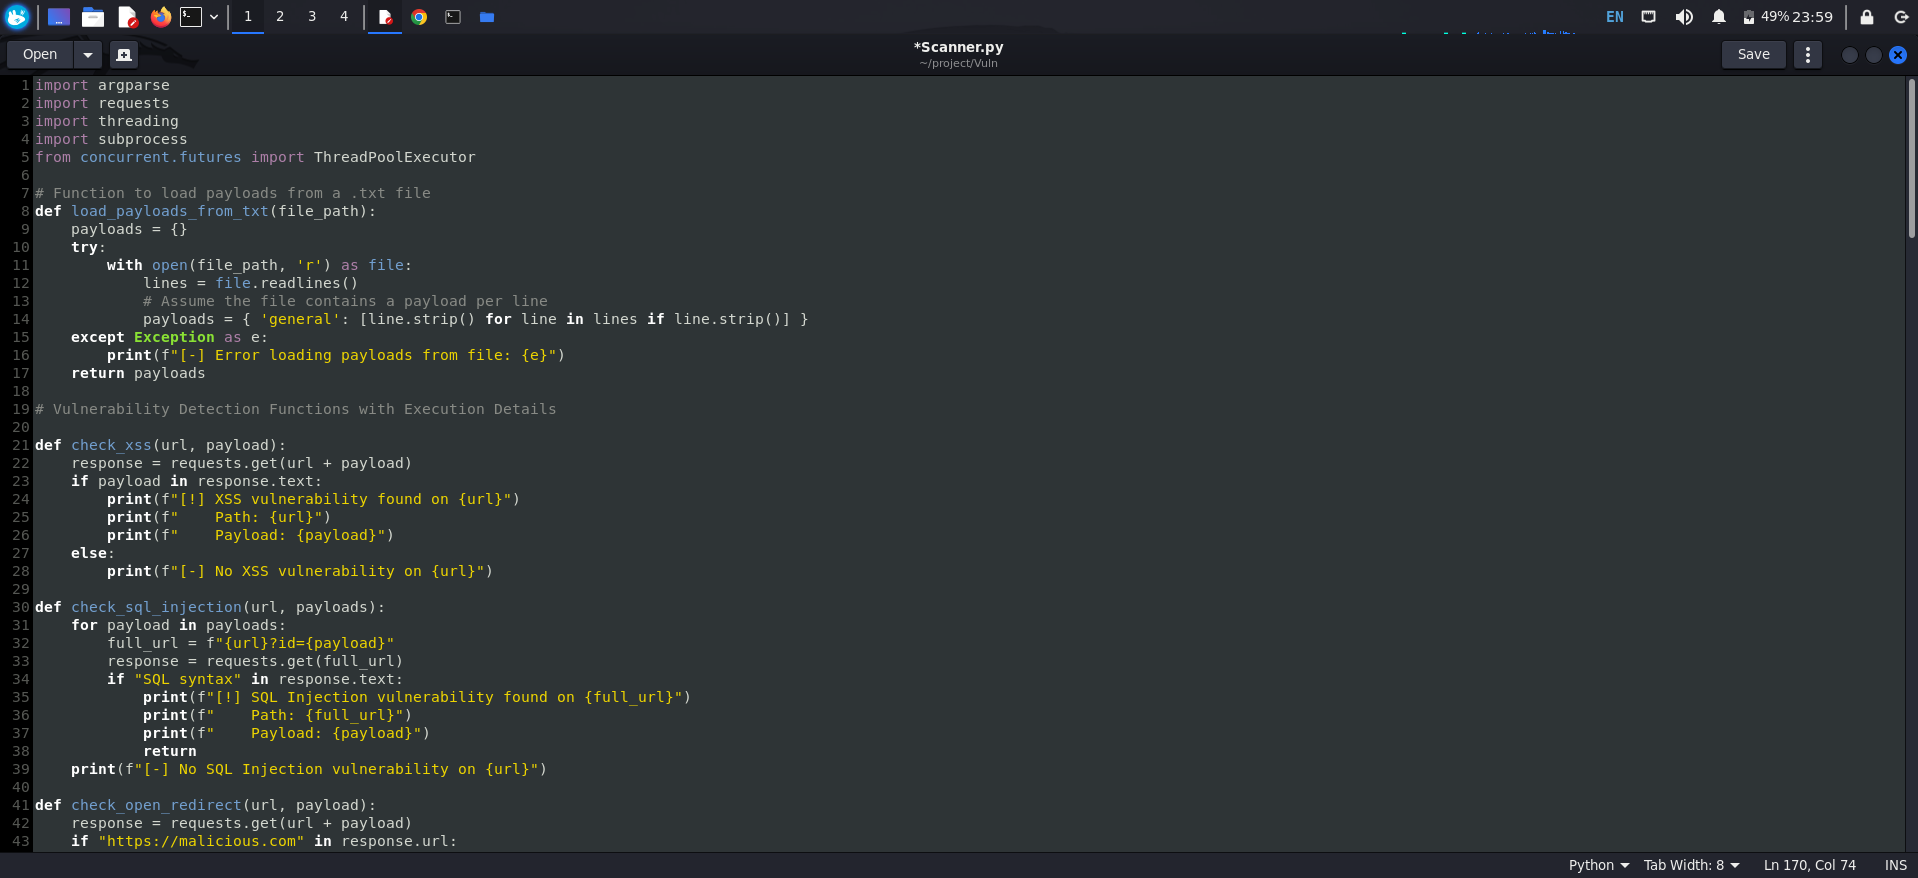 1 2 3 4 EN 49% 23:59
Open *Scanner.py Save
~/project/Vuln
1 import argparse
2 import requests
3 import threading
4 import subprocess
5 from concurrent.futures import ThreadPoolExecutor
6
7 # Function to load payloads from a .txt file
8 def load_payloads_from_txt(file_path):
9     payloads = {}
10     try:
11         with open(file_path, 'r') as file:
12             lines = file.readlines()
13             # Assume the file contains a payload per line
14             payloads = { 'general': [line.strip() for line in lines if line.strip()] }
15     except Exception as e:
16         print(f"[-] Error loading payloads from file: {e}")
17     return payloads
18
19 # Vulnerability Detection Functions with Execution Details
20
21 def check_xss(url, payload):
22     response = requests.get(url + payload)
23     if payload in response.text:
24         print(f"[!] XSS vulnerability found on {url}")
25         print(f"    Path: {url}")
26         print(f"    Payload: {payload}")
27     else:
28         print(f"[-] No XSS vulnerability on {url}")
29
30 def check_sql_injection(url, payloads):
31     for payload in payloads:
32         full_url = f"{url}?id={payload}"
33         response = requests.get(full_url)
34         if "SQL syntax" in response.text:
35             print(f"[!] SQL Injection vulnerability found on {full_url}")
36             print(f"    Path: {full_url}")
37             print(f"    Payload: {payload}")
38             return
39     print(f"[-] No SQL Injection vulnerability on {url}")
40
41 def check_open_redirect(url, payload):
42     response = requests.get(url + payload)
43     if "https://malicious.com" in response.url:
Python Tab Width: 8 Ln 170, Col 74 INS